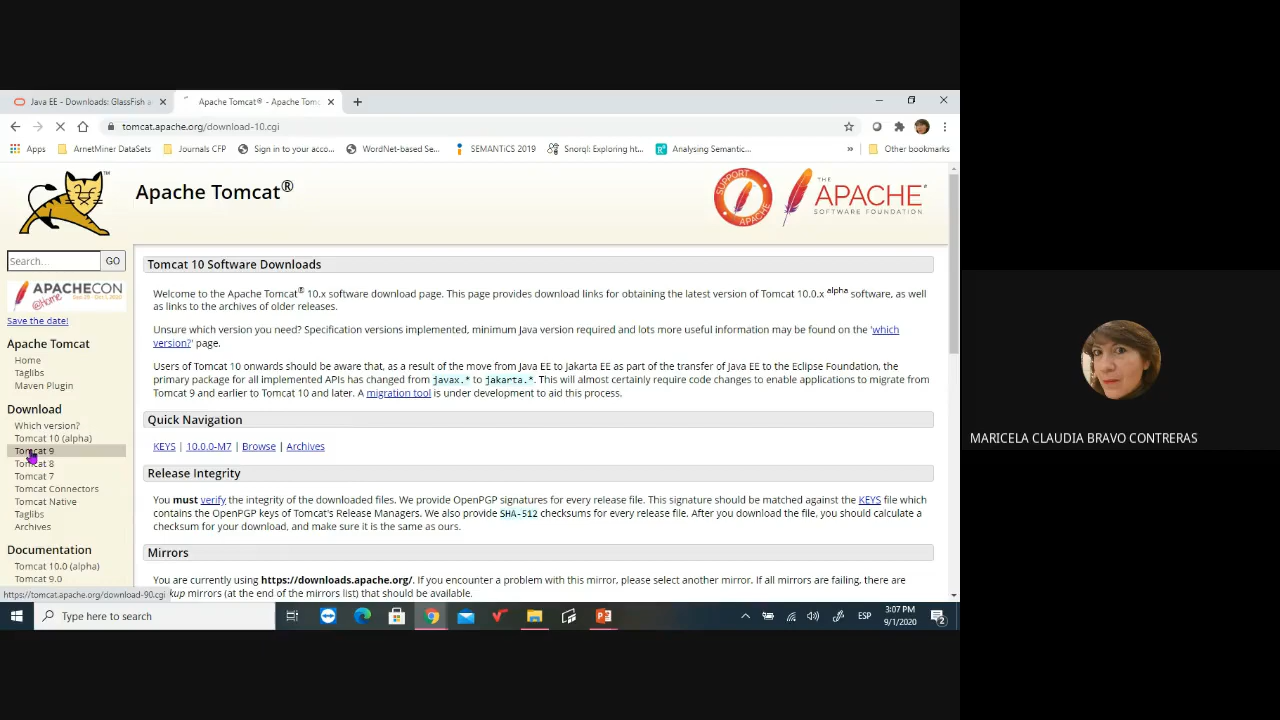 Java EE - Downloads: GlassFish
Apache Tomcat® - Apache Tomc
tomcat.apache.org/download-10.cgi
Apps
ArnetMiner DataSets
Journals CFP
Sign in to your acco...
WordNet-based Se...
SEMANTiCS 2019
Snorql: Exploring ht...
Analysing Semantic...
»
Other bookmarks
TM
Apache Tomcat®
SUPPORT
APACHE
THE
APACHE®
SOFTWARE FOUNDATION
Search...
GO
APACHECON
@Home
Save the date!
Apache Tomcat
Home
Taglibs
Maven Plugin
Download
Which version?
Tomcat 10 (alpha)
Tomcat 9
Tomcat 8
Tomcat 7
Tomcat Connectors
Tomcat Native
Taglibs
Archives
Documentation
Tomcat 10.0 (alpha)
Tomcat 9.0
https://tomcat.apache.org/download-90.cgi
Tomcat 10 Software Downloads
Welcome to the Apache Tomcat® 10.x software download page. This page provides download links for obtaining the latest version of Tomcat 10.0.x alpha software, as well
as links to the archives of older releases.
Unsure which version you need? Specification versions implemented, minimum Java version required and lots more useful information may be found on the 'which
version?' page.
Users of Tomcat 10 onwards should be aware that, as a result of the move from Java EE to Jakarta EE as part of the transfer of Java EE to the Eclipse Foundation, the
primary package for all implemented APIs has changed from javax.* to jakarta.*. This will almost certainly require code changes to enable applications to migrate from
Tomcat 9 and earlier to Tomcat 10 and later. A migration tool is under development to aid this process.
Quick Navigation
KEYS | 10.0.0-M7 | Browse | Archives
Release Integrity
You must verify the integrity of the downloaded files. We provide OpenPGP signatures for every release file. This signature should be matched against the KEYS file which
contains the OpenPGP keys of Tomcat's Release Managers. We also provide SHA-512 checksums for every release file. After you download the file, you should calculate a
checksum for your download, and make sure it is the same as ours.
Mirrors
You are currently using https://downloads.apache.org/. If you encounter a problem with this mirror, please select another mirror. If all mirrors are failing, there are
kup mirrors (at the end of the mirrors list) that should be available.
Type here to search
ESP
3:07 PM
9/1/2020
2
MARICELA CLAUDIA BRAVO CONTRERAS